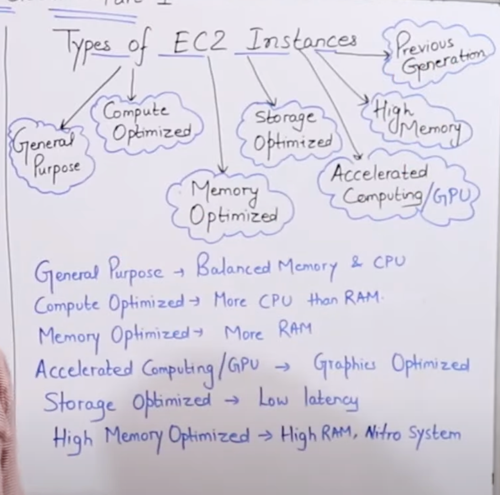 Part 1
Types of EC2 Instances
Previous
Generation
General
Purpose
Compute
Optimized
Memory
Optimized
Storage
Optimized
High
Memory
Accelerated
Computing/GPU
General Purpose → Balanced Memory & CPU
Compute Optimized → More CPU than RAM.
Memory Optimized → More RAM
Accelerated Computing/GPU → Graphics Optimized
Storage Optimized → Low latency
High Memory Optimized → High RAM, Nitro System